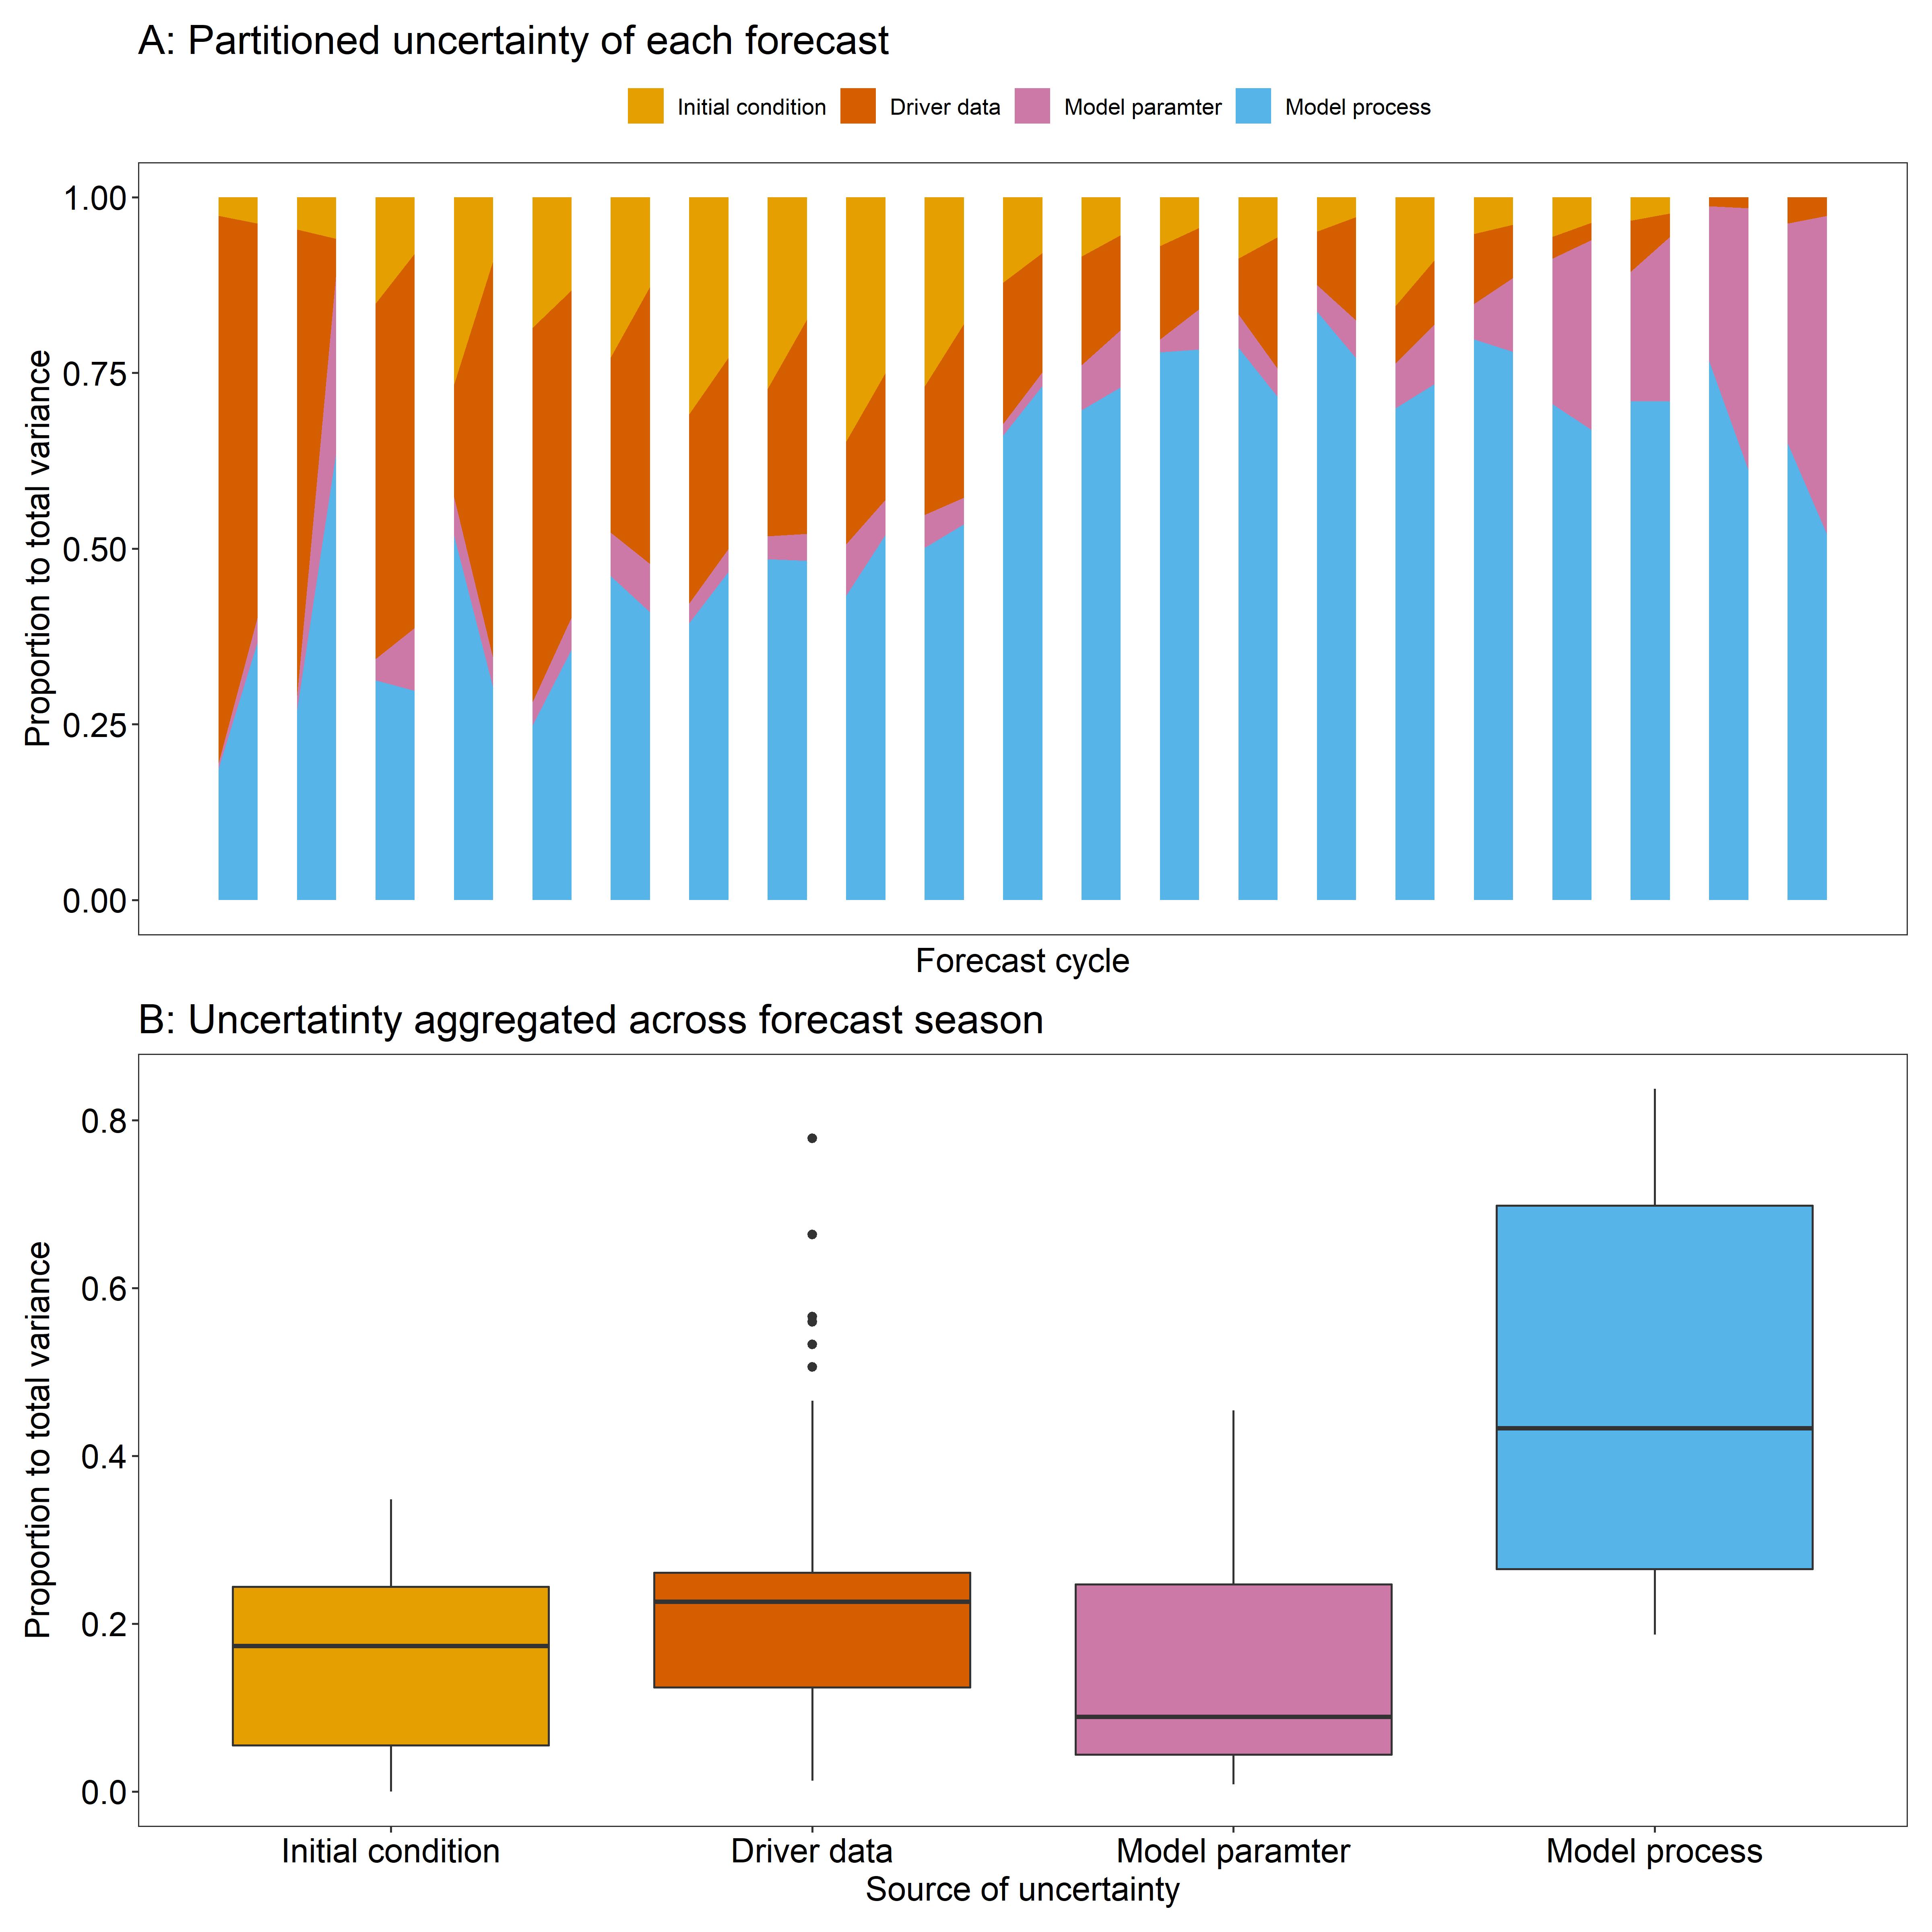 A: Partitioned uncertainty of each forecast
Initial condition Driver data Model paramter Model process
Proportion to total variance
1.00
0.75
0.50
0.25
0.00
Forecast cycle
B: Uncertatinty aggregated across forecast season
Proportion to total variance
0.8
0.6
0.4
0.2
0.0
Initial condition Driver data Model paramter Model process
Source of uncertainty